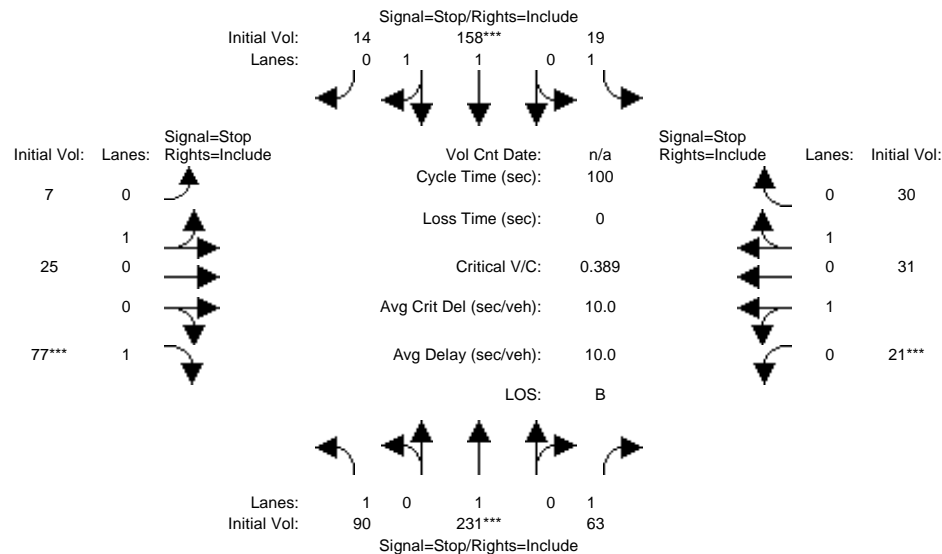 Signal=Stop/Rights=Include
Initial Vol: 14 158*** 19
Lanes: 0 1 1 0 1
Signal=Stop
Initial Vol: Lanes: Rights=Include
Vol Cnt Date: n/a
Signal=Stop
Rights=Include Lanes: Initial Vol:
Cycle Time (sec): 100
7 0
0 30
Loss Time (sec): 0
1
1
25 0
Critical V/C: 0.389
0 31
0
Avg Crit Del (sec/veh): 10.0
1
77*** 1
Avg Delay (sec/veh): 10.0
0 21***
LOS: B
Lanes: 1 0 1 0 1
Initial Vol: 90 231*** 63
Signal=Stop/Rights=Include